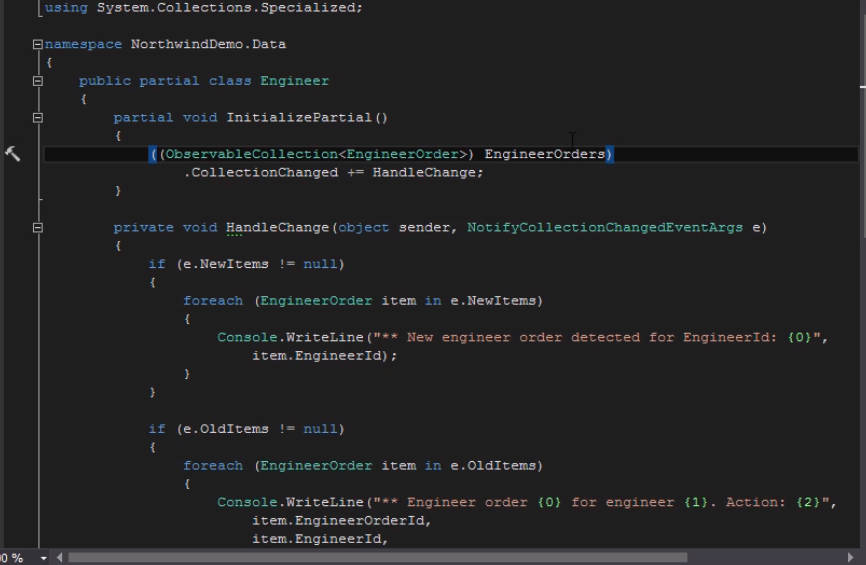 using System.Collections.Specialized;
namespace NorthwindDemo.Data
{
public partial class Engineer
{
partial void InitializePartial()
{
((ObservableCollection<EngineerOrder>) EngineerOrders)
.CollectionChanged += HandleChange;
}
private void HandleChange(object sender, NotifyCollectionChangedEventArgs e)
{
if (e.NewItems != null)
{
foreach (EngineerOrder item in e.NewItems)
{
Console.WriteLine("** New engineer order detected for EngineerId: {0}",
item.EngineerId);
}
}
if (e.OldItems != null)
{
foreach (EngineerOrder item in e.OldItems)
{
Console.WriteLine("** Engineer order {0} for engineer {1}. Action: {2}",
item.EngineerOrderId,
item.EngineerId,